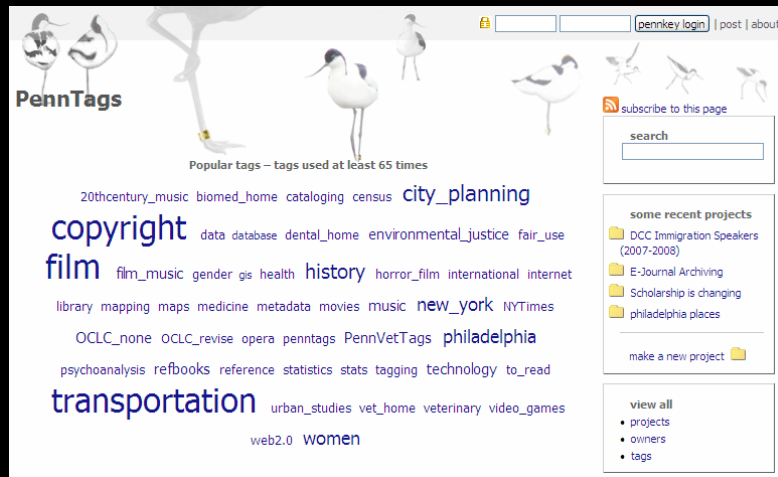 pennkey login | post | about
PennTags
subscribe to this page
Popular tags – tags used at least 65 times
20thcentury_music biomed_home cataloging census city_planning
copyright data database dental_home environmental_justice fair_use
film film_music gender gis health history horror_film international internet
library mapping maps medicine metadata movies music new_york NYTimes
OCLC_none OCLC_revise opera penntags PennVetTags philadelphia
psychoanalysis refbooks reference statistics stats tagging technology to_read
transportation urban_studies vet_home veterinary video_games
web2.0 women
search
some recent projects
DCC Immigration Speakers
(2007-2008)
E-Journal Archiving
Scholarship is changing
philadelphia places
make a new project
view all
• projects
• owners
• tags